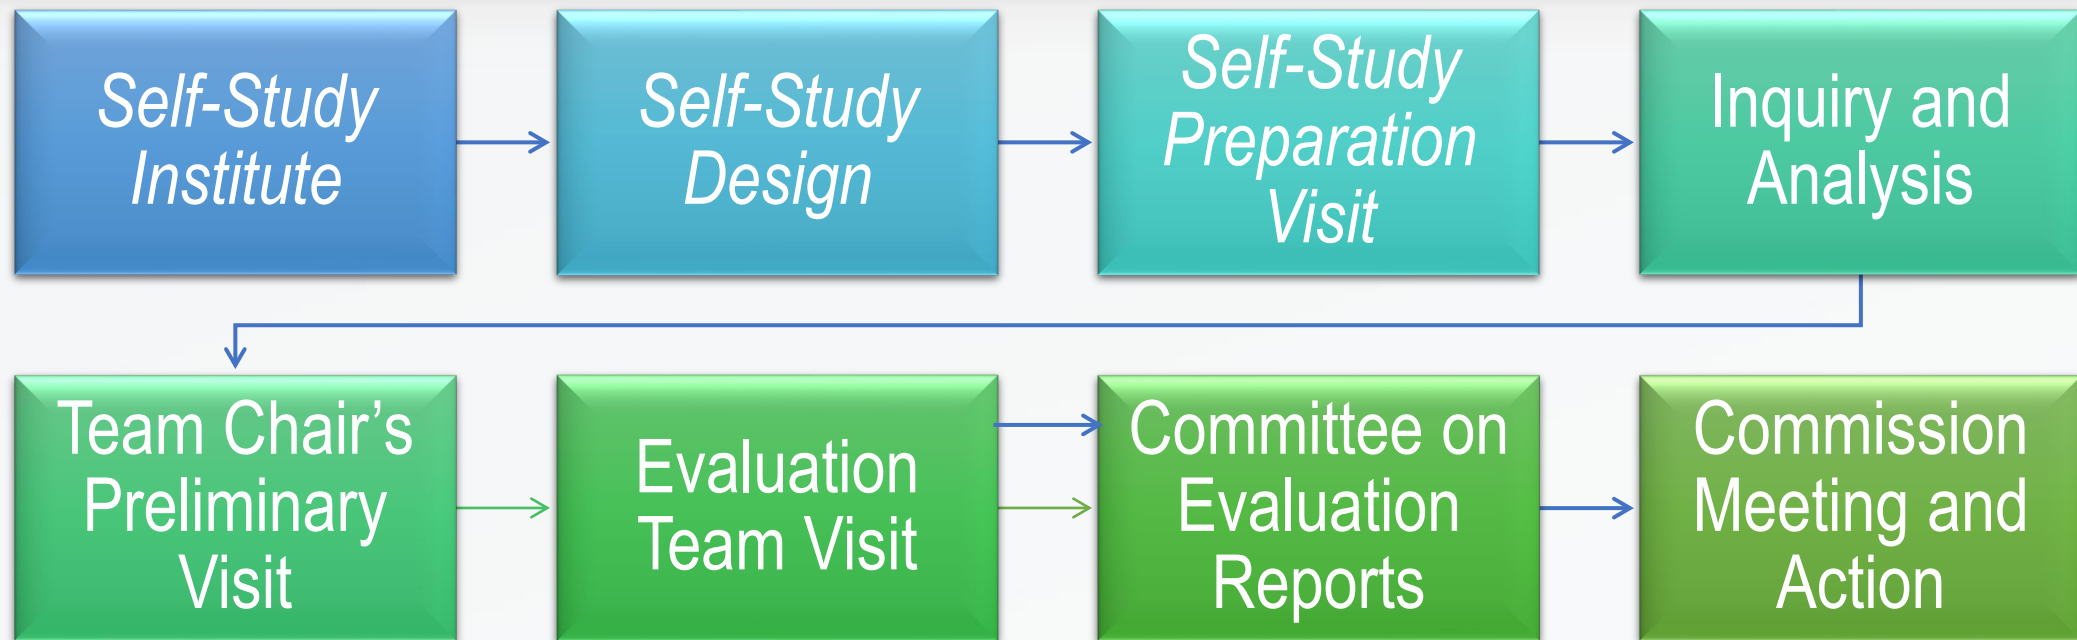 Self-Study
Institute
Self-Study
Design
Self-Study
Preparation
Visit
Inquiry and
Analysis
Team Chair’s
Preliminary
Visit
Evaluation
Team Visit
Committee on
Evaluation
Reports
Commission
Meeting and
Action